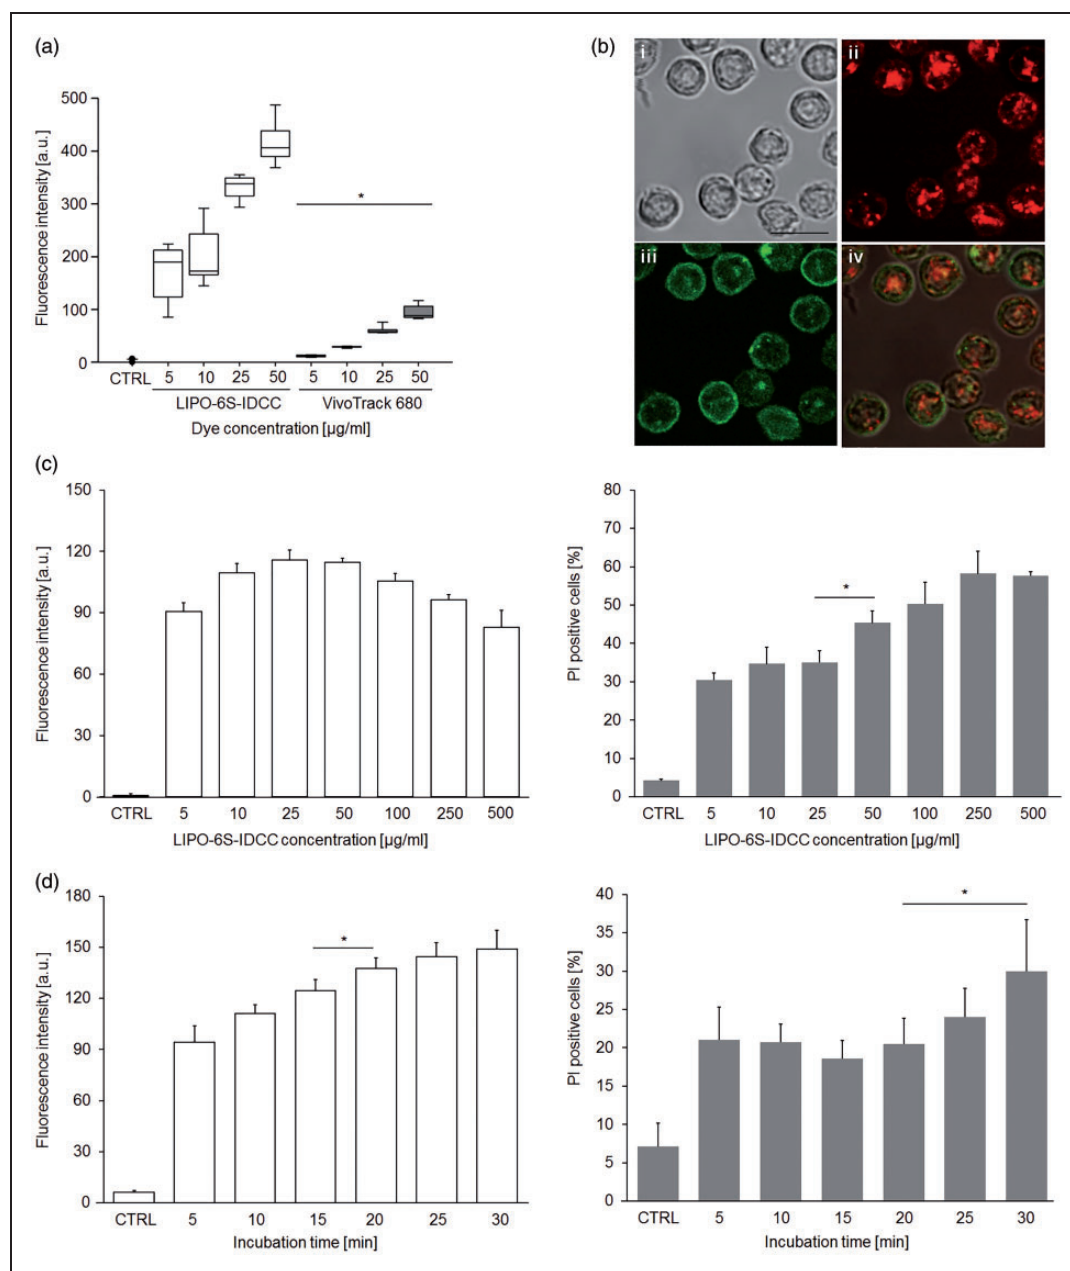 (a)
Fluorescence intensity [a.u.]
500
400
300
200
100
0
*
CTRL 5 10 25 50 5 10 25 50
LIPO-6S-IDCC VivoTrack 680
Dye concentration [µg/ml]
(b)
i ii
iii iv
(c)
Fluorescence intensity [a.u.]
150
120
90
60
30
0
CTRL 5 10 25 50 100 250 500
LIPO-6S-IDCC concentration [µg/ml]
PI positive cells [%]
80
70
60
50
40
30
20
10
0
*
CTRL 5 10 25 50 100 250 500
LIPO-6S-IDCC concentration [µg/ml]
(d)
Fluorescence intensity [a.u.]
180
150
120
90
60
30
0
*
CTRL 5 10 15 20 25 30
Incubation time [min]
PI positive cells [%]
40
35
30
25
20
15
10
5
0
*
CTRL 5 10 15 20 25 30
Incubation time [min]